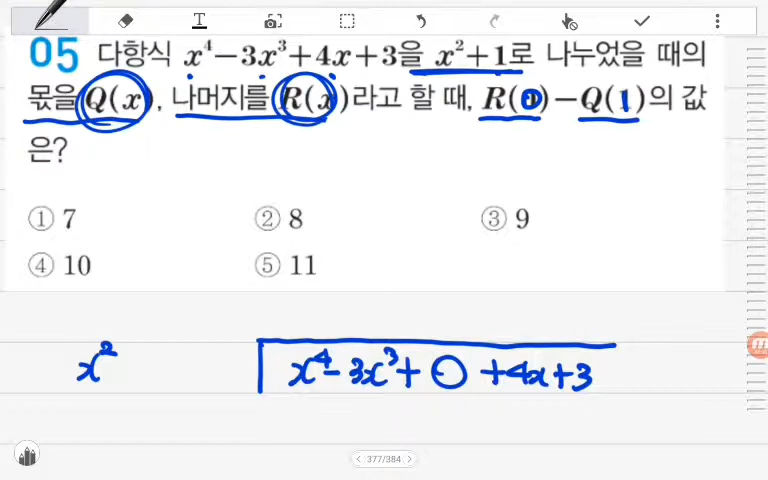 05 다항식 x⁴−3x³+4x+3을 x²+1로 나누었을 때의
몫을 Q(x), 나머지를 R(x)라고 할 때, R(0)−Q(1)의 값
은?
① 7 ② 8 ③ 9
④ 10 ⑤ 11
x² x⁴-3x³+0+4x+3
377/384